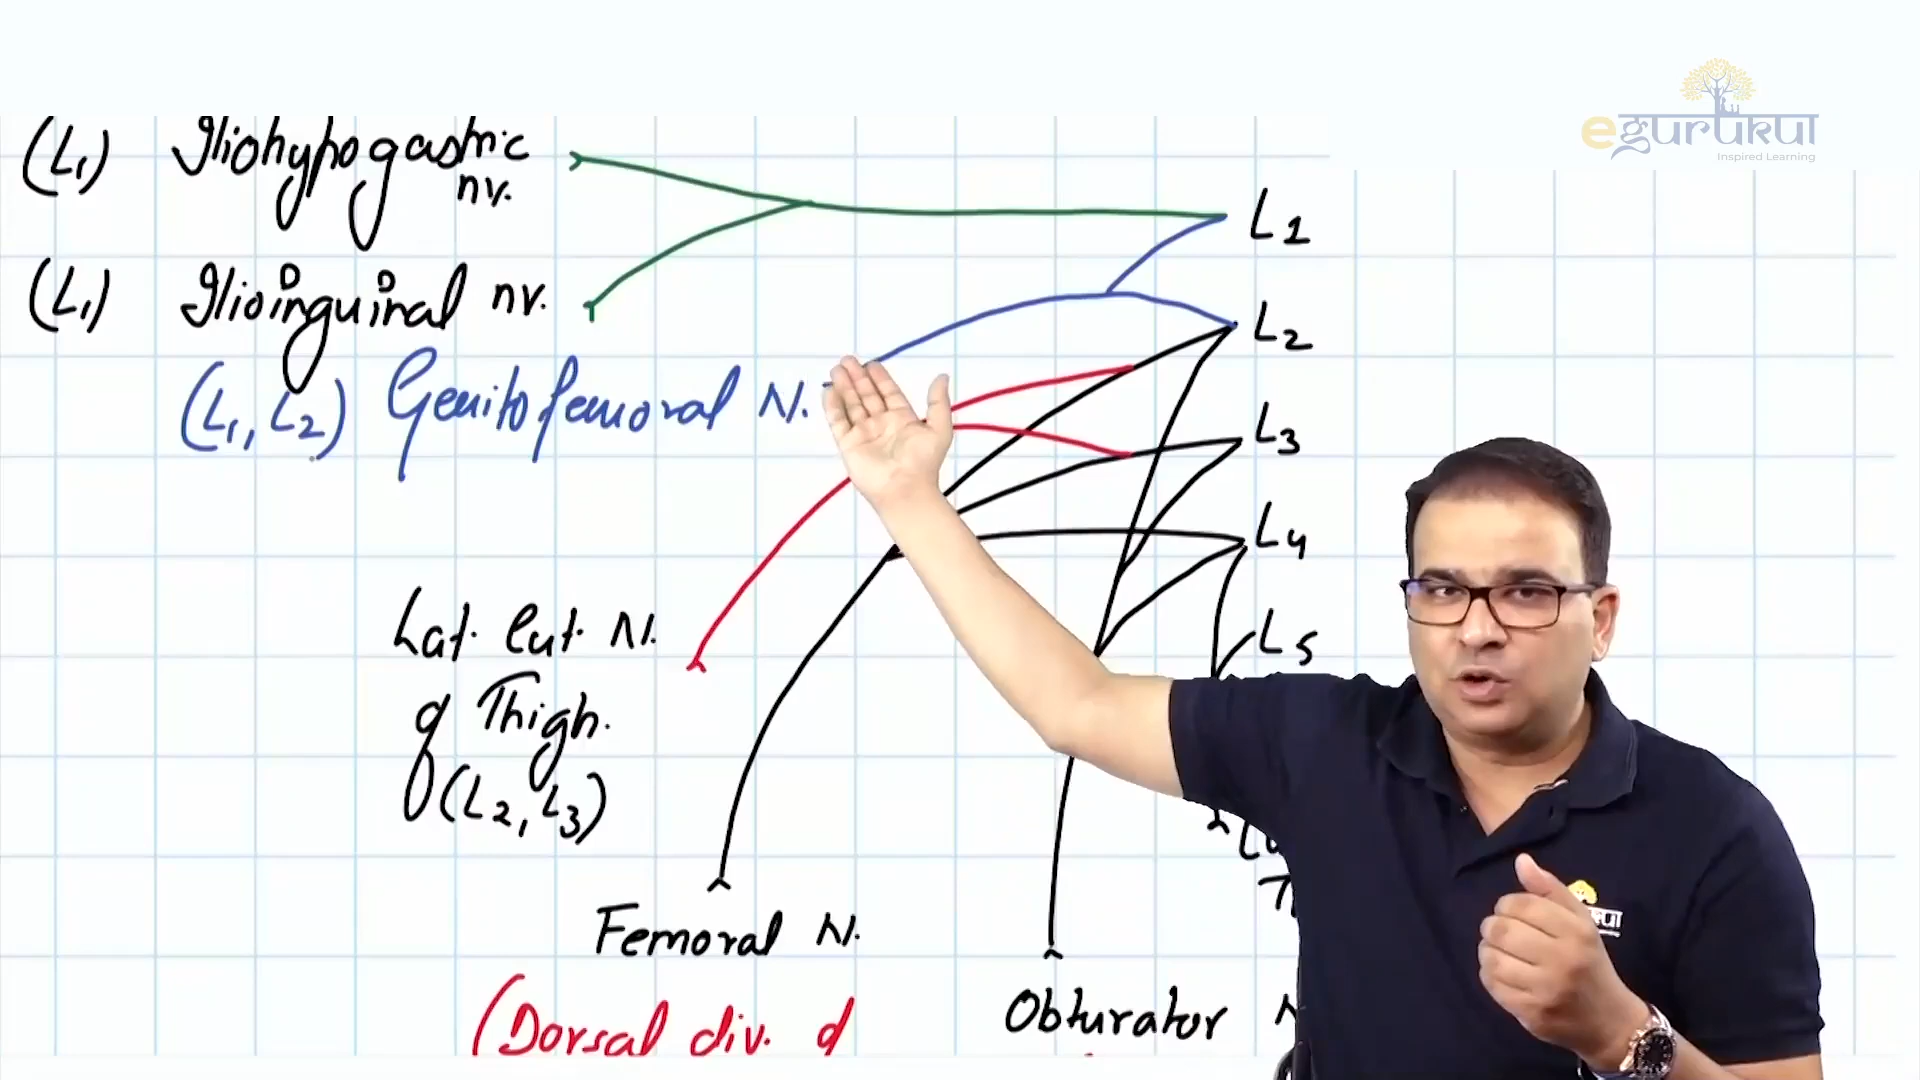 egurukul
Inspired Learning
(L1) Iliohypogastric
nv.
L1
(L1) Ilioinguinal nv.
L2
(L1, L2) Genitofemoral N.
L3
L4
Lat. Cut. N.
L5
of Thigh.
(L2, L3)
Femoral N.
Obturator
(Dorsal div. of